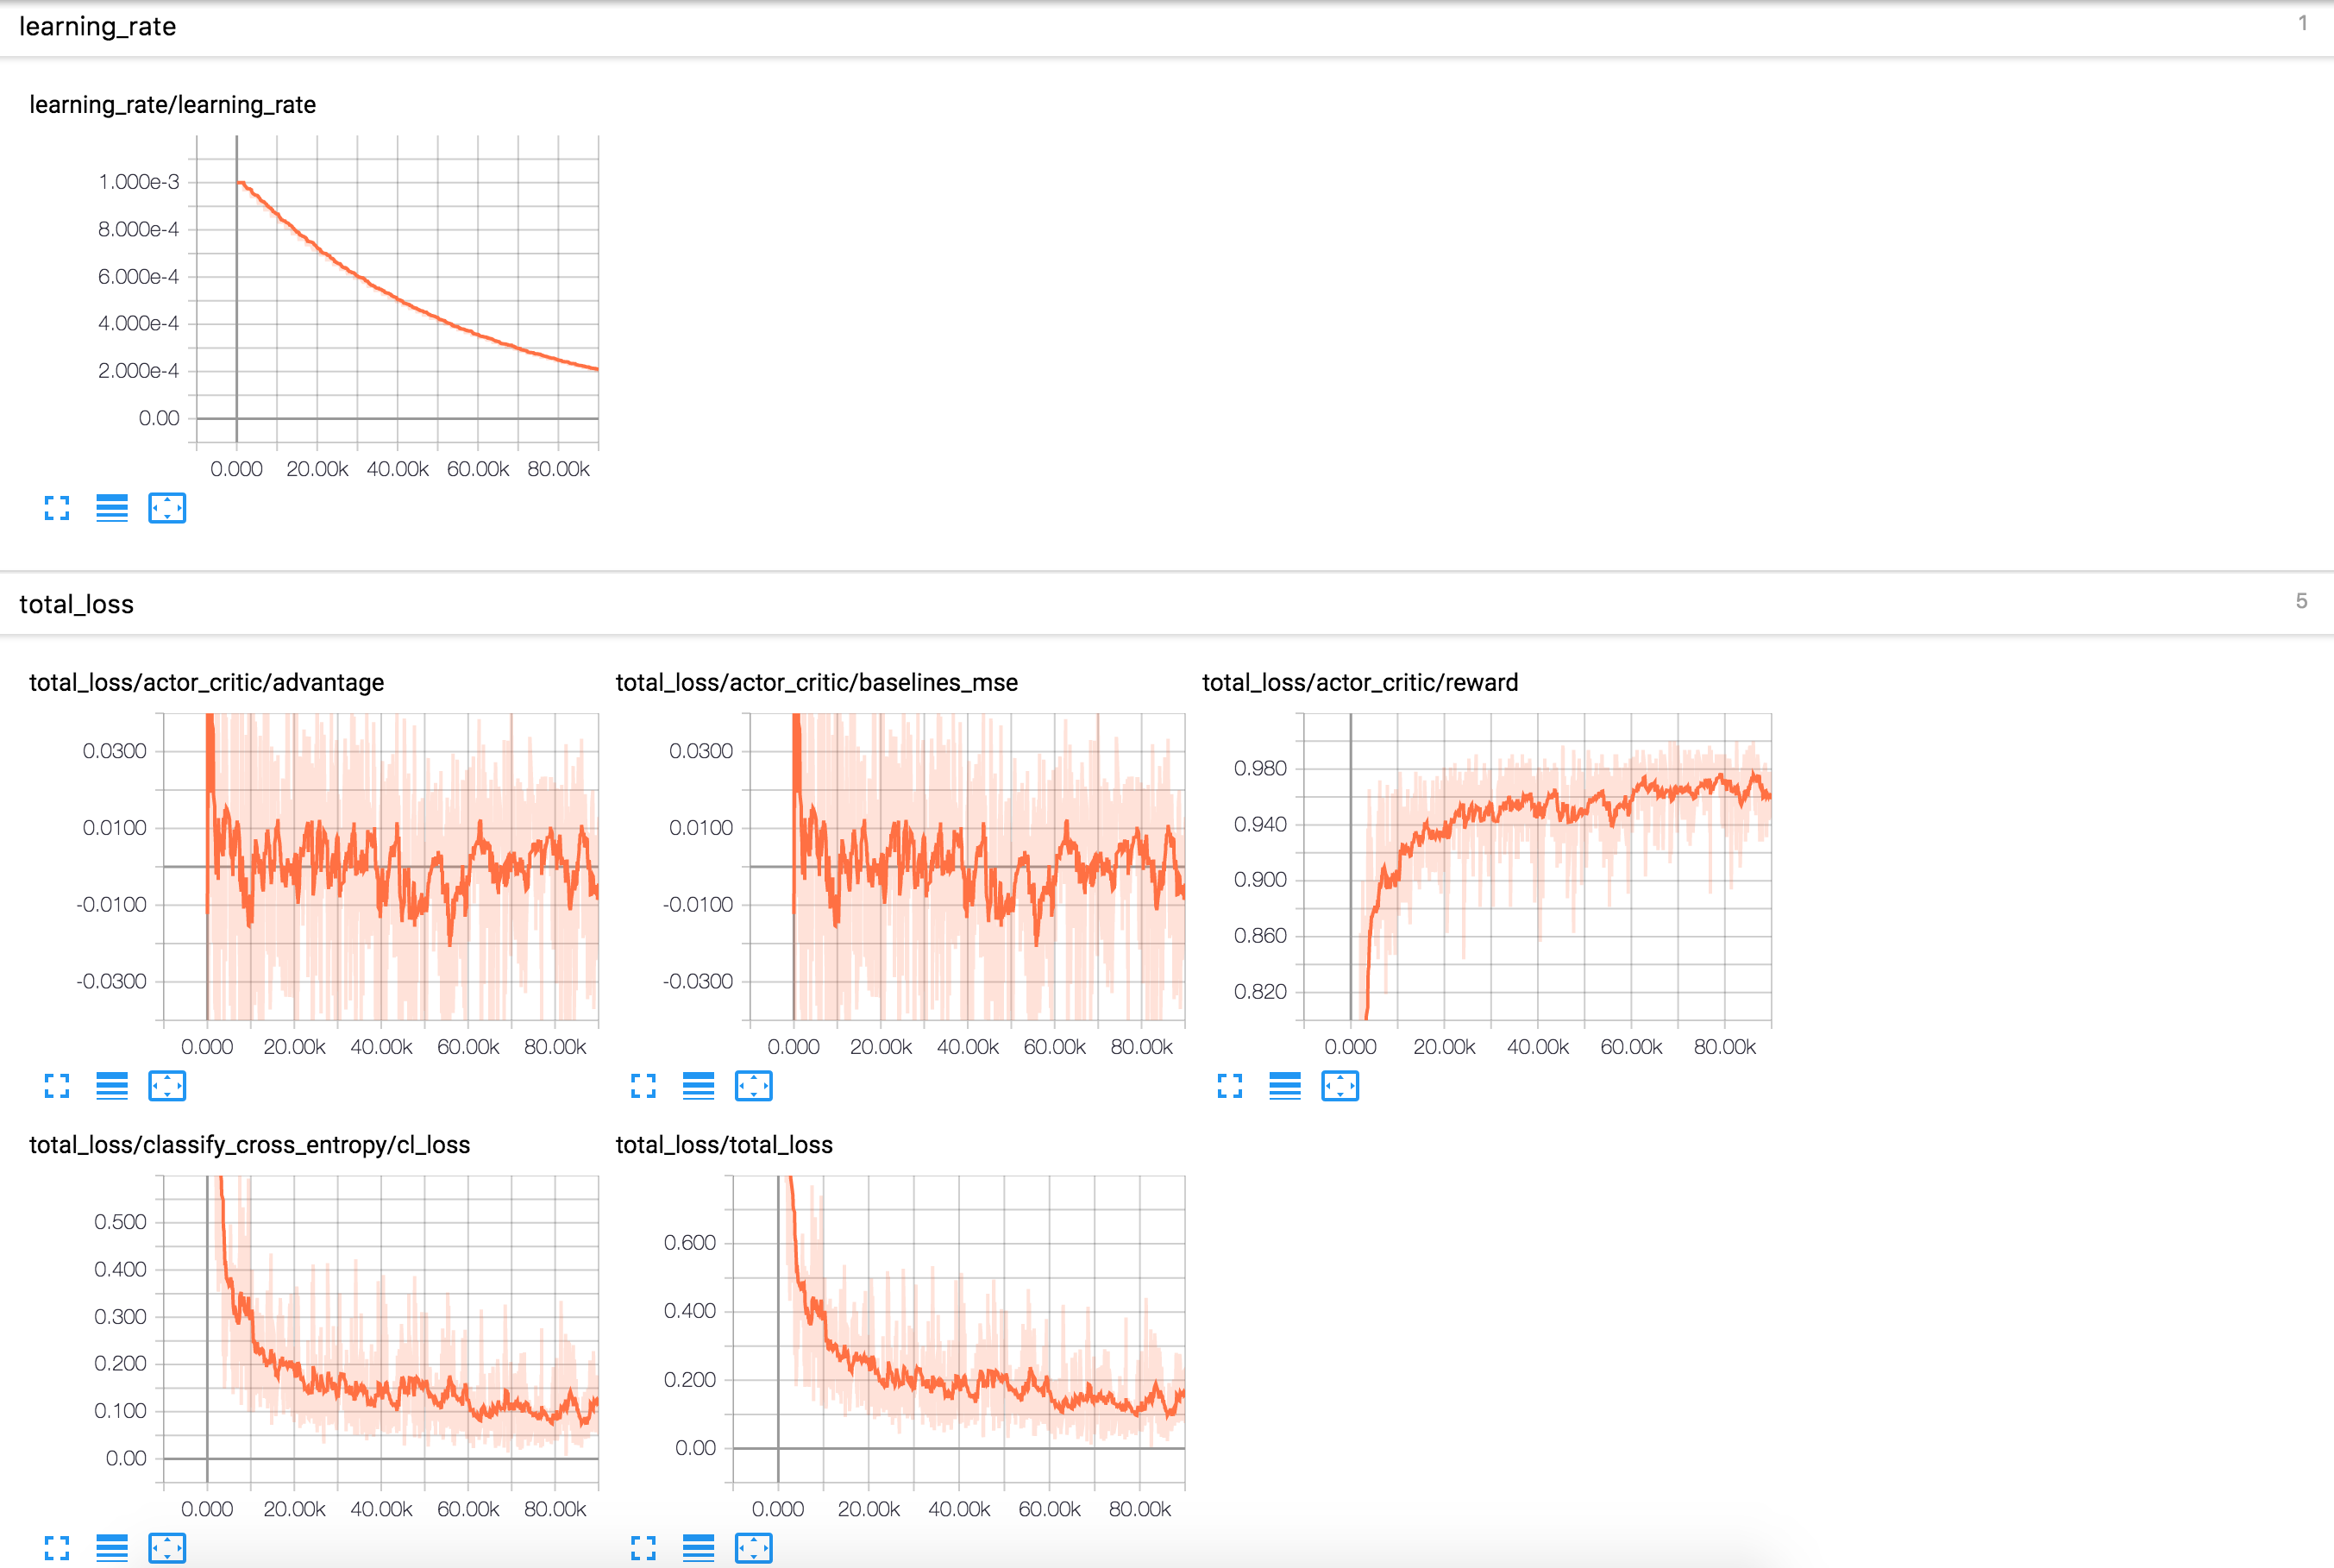 learning_rate 1
learning_rate/learning_rate
1.000e-3
8.000e-4
6.000e-4
4.000e-4
2.000e-4
0.00
0.000 20.00k 40.00k 60.00k 80.00k
total_loss 5
total_loss/actor_critic/advantage
0.0300
0.0100
-0.0100
-0.0300
0.000 20.00k 40.00k 60.00k 80.00k
total_loss/actor_critic/baselines_mse
0.0300
0.0100
-0.0100
-0.0300
0.000 20.00k 40.00k 60.00k 80.00k
total_loss/actor_critic/reward
0.980
0.940
0.900
0.860
0.820
0.000 20.00k 40.00k 60.00k 80.00k
total_loss/classify_cross_entropy/cl_loss
0.500
0.400
0.300
0.200
0.100
0.00
0.000 20.00k 40.00k 60.00k 80.00k
total_loss/total_loss
0.600
0.400
0.200
0.00
0.000 20.00k 40.00k 60.00k 80.00k